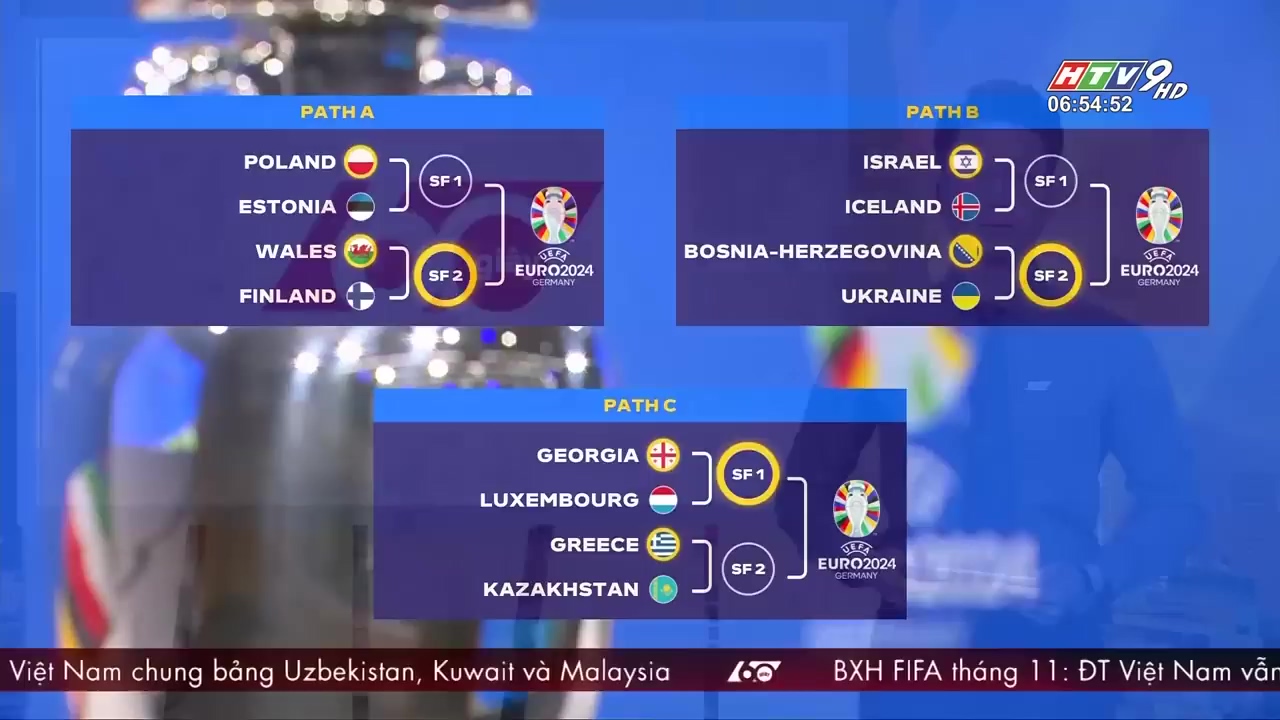 HTV9 HD
06:54:52
PATH A
POLAND
ESTONIA
WALES
FINLAND
SF 1
SF 2
UEFA
EURO2024
GERMANY
PATH B
ISRAEL
ICELAND
BOSNIA-HERZEGOVINA
UKRAINE
SF 1
SF 2
UEFA
EURO2024
GERMANY
PATH C
GEORGIA
LUXEMBOURG
GREECE
KAZAKHSTAN
SF 1
SF 2
UEFA
EURO2024
GERMANY
Việt Nam chung bảng Uzbekistan, Kuwait và Malaysia 60 giây BXH FIFA tháng 11: ĐT Việt Nam vẫn